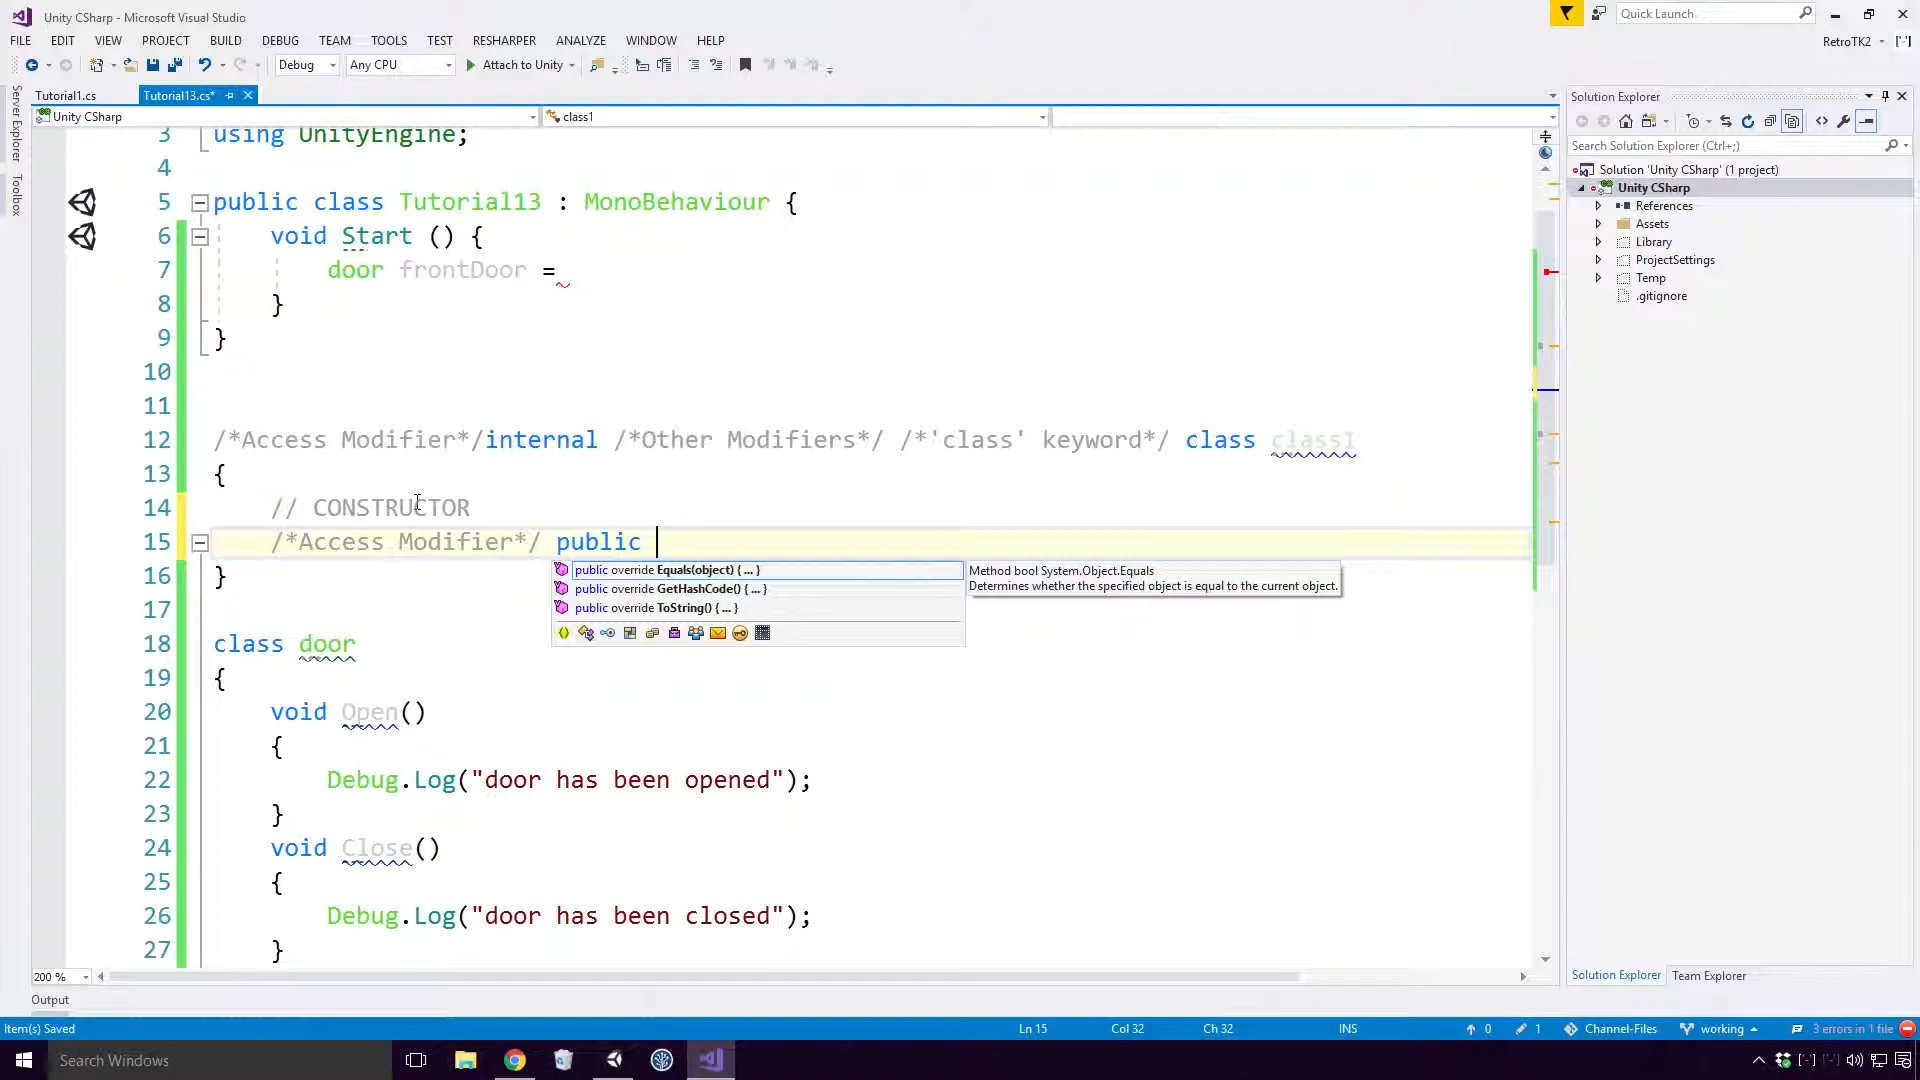 Unity CSharp - Microsoft Visual Studio
Quick Launch
FILE EDIT VIEW PROJECT BUILD DEBUG TEAM TOOLS TEST RESHARPER ANALYZE WINDOW HELP
RetroTK2
Debug Any CPU Attach to Unity
Server Explorer
Toolbox
Tutorial1.cs Tutorial13.cs*
Unity CSharp class1
3 using UnityEngine;
4
5 public class Tutorial13 : MonoBehaviour {
6 void Start () {
7 door frontDoor =
8 }
9 }
10
11
12 /*Access Modifier*/internal /*Other Modifiers*/ /*'class' keyword*/ class class1
13 {
14 // CONSTRUCTOR
15 /*Access Modifier*/ public
public override Equals(object) { ... }
public override GetHashCode() { ... }
public override ToString() { ... }
Method bool System.Object.Equals
Determines whether the specified object is equal to the current object.
16 }
17
18 class door
19 {
20 void Open()
21 {
22 Debug.Log("door has been opened");
23 }
24 void Close()
25 {
26 Debug.Log("door has been closed");
27 }
200 %
Output
Solution Explorer
Search Solution Explorer (Ctrl+;)
Solution 'Unity CSharp' (1 project)
Unity CSharp
References
Assets
Library
ProjectSettings
Temp
.gitignore
Solution Explorer Team Explorer
Item(s) Saved Ln 15 Col 32 Ch 32 INS 0 1 Channel-Files working 3 errors in 1 file
Search Windows